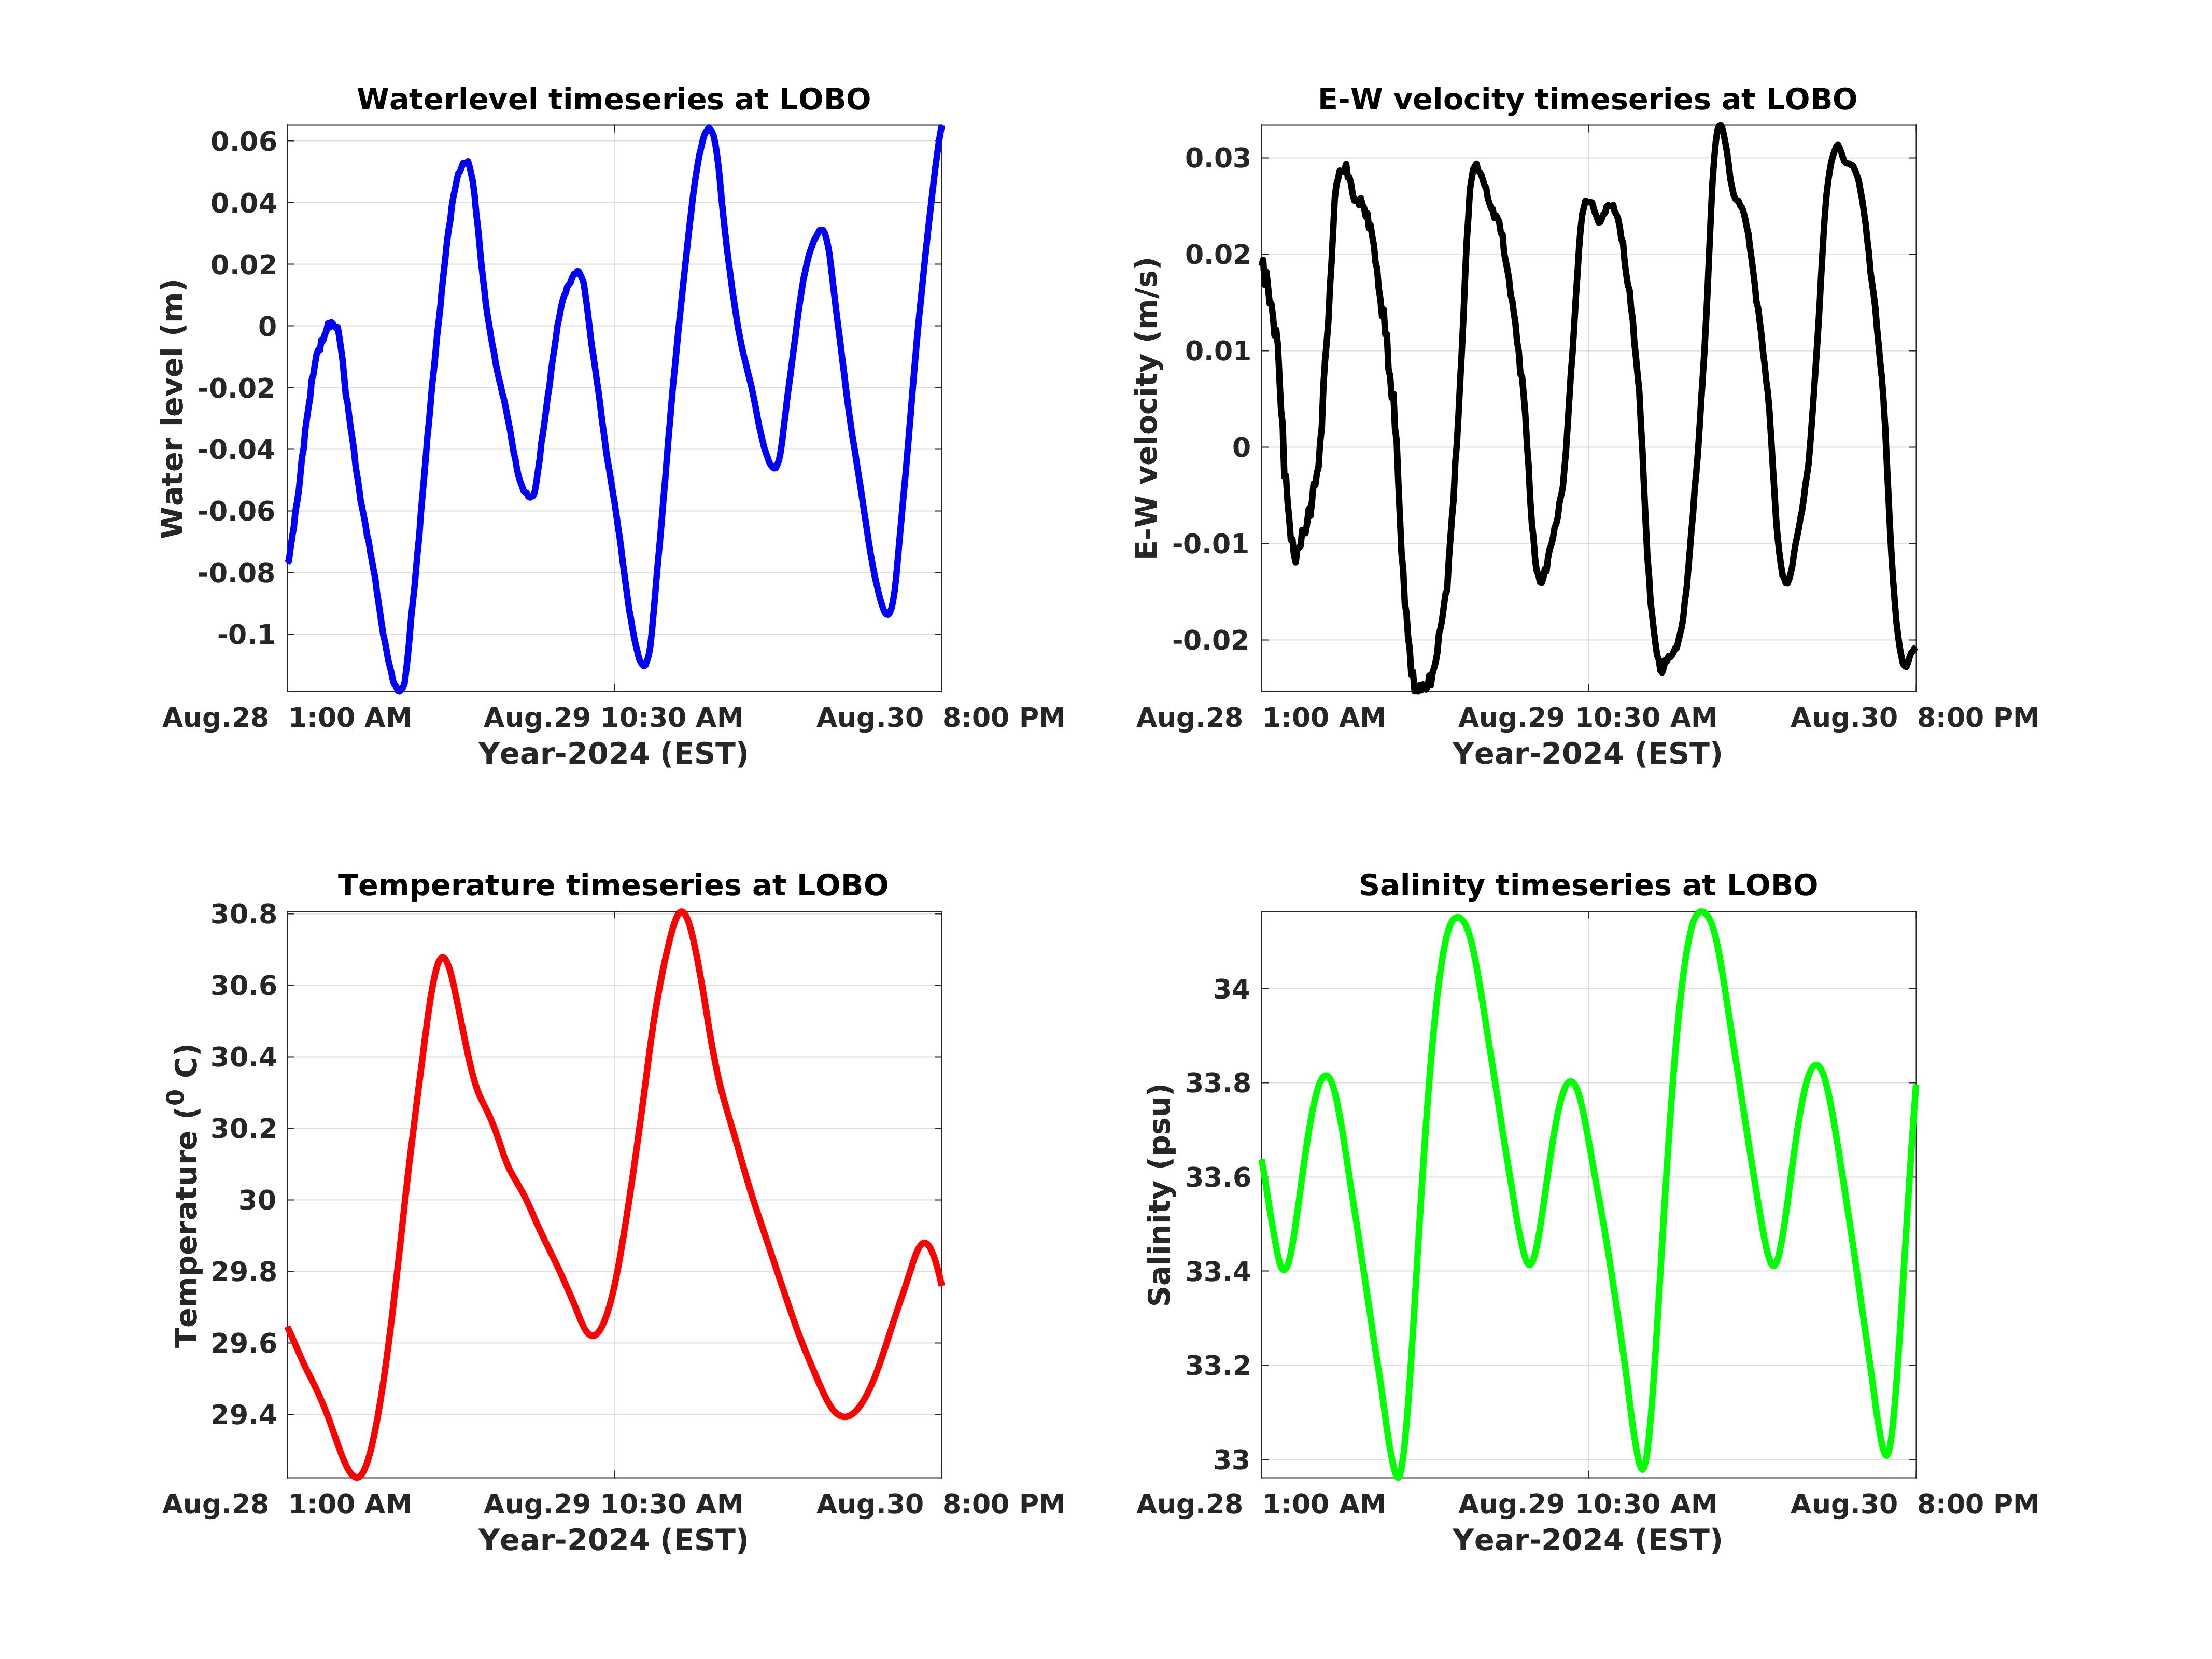 Waterlevel timeseries at LOBO
0.06
0.04
0.02
0
-0.02
-0.04
-0.06
-0.08
-0.1
Water level (m)
Aug.28 1:00 AM Aug.29 10:30 AM Aug.30 8:00 PM
Year-2024 (EST)
E-W velocity timeseries at LOBO
0.03
0.02
0.01
0
-0.01
-0.02
E-W velocity (m/s)
Aug.28 1:00 AM Aug.29 10:30 AM Aug.30 8:00 PM
Year-2024 (EST)
Temperature timeseries at LOBO
30.8
30.6
30.4
30.2
30
29.8
29.6
29.4
Temperature (⁰ C)
Aug.28 1:00 AM Aug.29 10:30 AM Aug.30 8:00 PM
Year-2024 (EST)
Salinity timeseries at LOBO
34
33.8
33.6
33.4
33.2
33
Salinity (psu)
Aug.28 1:00 AM Aug.29 10:30 AM Aug.30 8:00 PM
Year-2024 (EST)